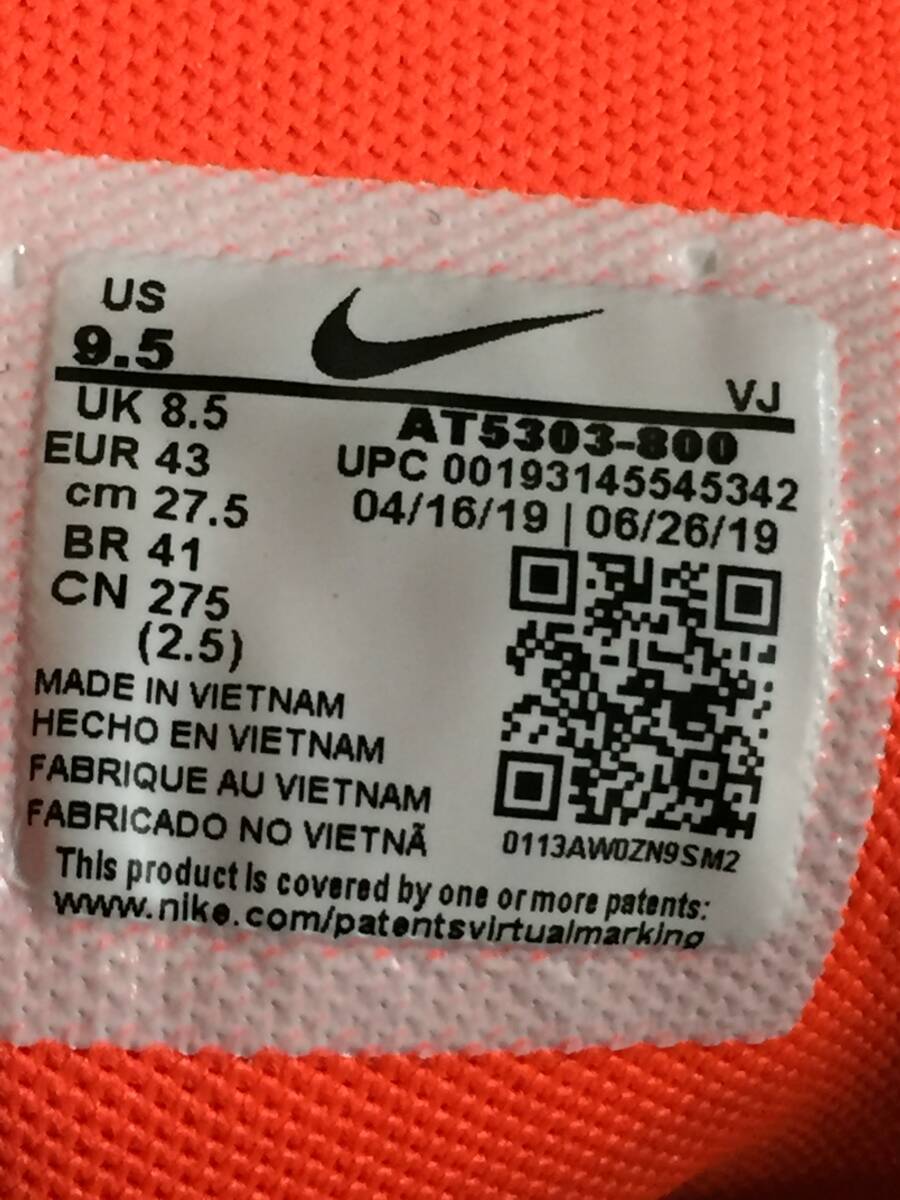 US
9.5
VJ
UK 8.5
AT5303-800
EUR 43
UPC 00193145545342
cm 27.5
04/16/19 | 06/26/19
BR 41
CN 275
(2.5)
MADE IN VIETNAM
HECHO EN VIETNAM
FABRIQUE AU VIETNAM
FABRICADO NO VIETNÃ
0113AW0ZN9SM2
This product is covered by one or more patents:
www.nike.com/patentsvirtualmarking